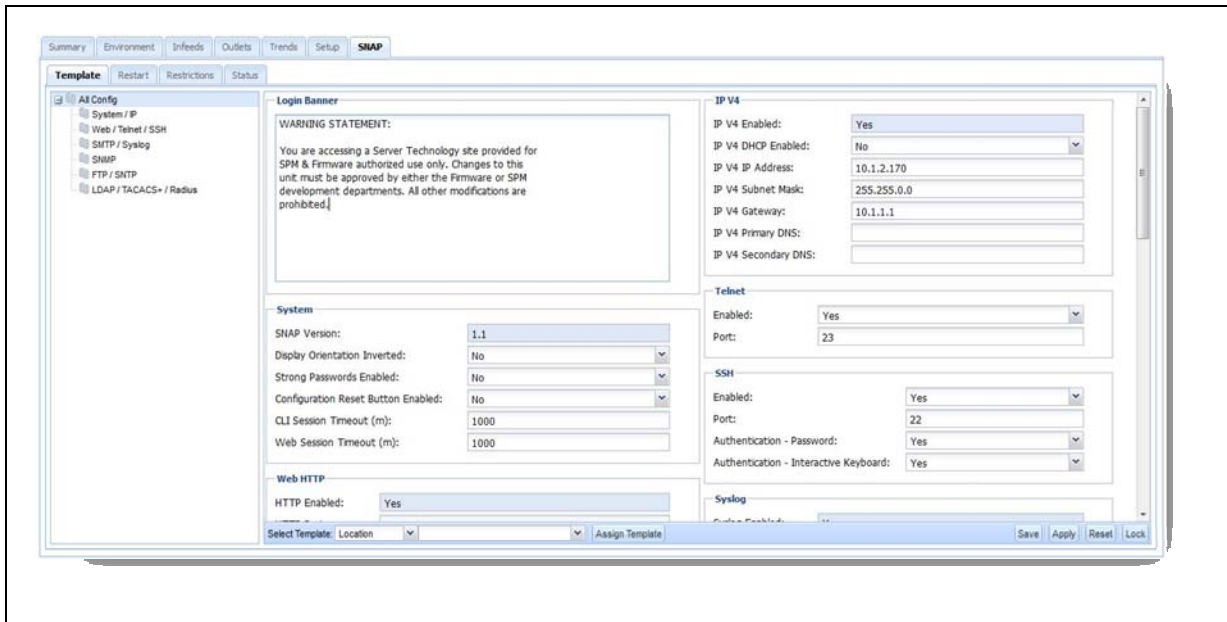 Summary Environment Infeeds Outlets Trends Setup SNAP
Template Restart Restrictions Status
All Config
System / IP
Web / Telnet / SSH
SMTP / Syslog
SNMP
FTP / SNTP
LDAP / TACACS+ / Radius
Login Banner
WARNING STATEMENT:
You are accessing a Server Technology site provided for
SPM & Firmware authorized use only. Changes to this
unit must be approved by either the Firmware or SPM
development departments. All other modifications are
prohibited.
System
SNAP Version: 1.1
Display Orientation Inverted: No
Strong Passwords Enabled: No
Configuration Reset Button Enabled: No
CLI Session Timeout (m): 1000
Web Session Timeout (m): 1000
Web HTTP
HTTP Enabled: Yes
IP V4
IP V4 Enabled: Yes
IP V4 DHCP Enabled: No
IP V4 IP Address: 10.1.2.170
IP V4 Subnet Mask: 255.255.0.0
IP V4 Gateway: 10.1.1.1
IP V4 Primary DNS:
IP V4 Secondary DNS:
Telnet
Enabled: Yes
Port: 23
SSH
Enabled: Yes
Port: 22
Authentication - Password: Yes
Authentication - Interactive Keyboard: Yes
Syslog
Select Template: Location Assign Template Save Apply Reset Lock